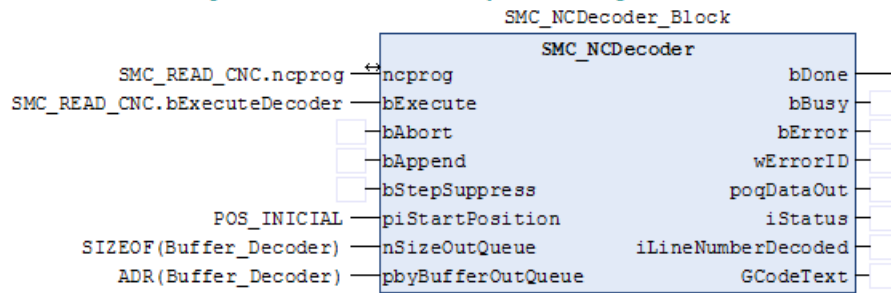 SMC_NCDecoder_Block
SMC_NCDecoder
SMC_READ_CNC.ncprog ncprog bDone
SMC_READ_CNC.bExecuteDecoder bExecute bBusy
bAbort bError
bAppend wErrorID
bStepSuppress poqDataOut
POS_INICIAL piStartPosition iStatus
SIZEOF(Buffer_Decoder) nSizeOutQueue iLineNumberDecoded
ADR(Buffer_Decoder) pbyBufferOutQueue GCodeText